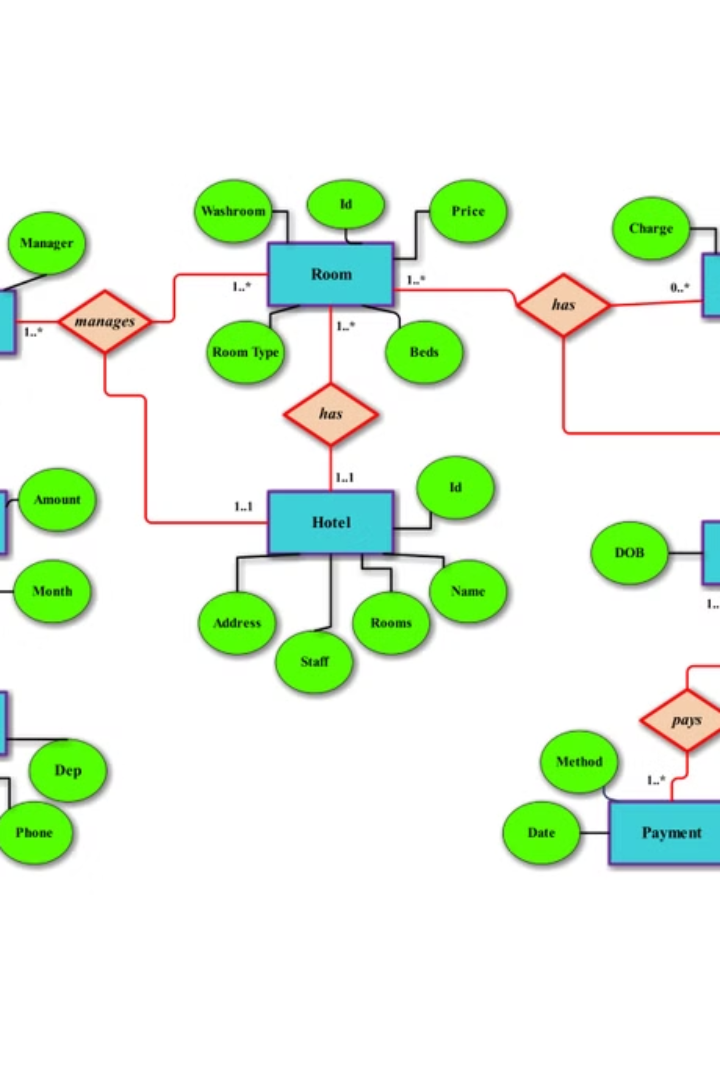 Washroom
Id
Price
Charge
Manager
Room
1..*
1..*
0..*
has
manages
1..*
1..*
Room Type
Beds
has
1..1
Id
Amount
1..1
Hotel
DOB
Month
Name
1..
Address
Rooms
Staff
pays
Method
Dep
1..*
Phone
Date
Payment